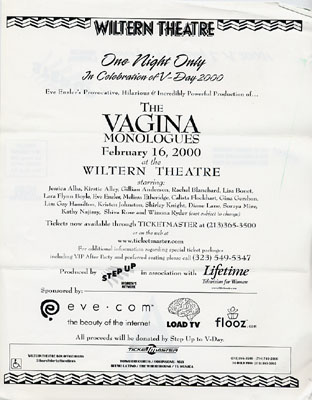 WILTERN THEATRE
One Night Only
In Celebration of V-Day 2000
Eve Ensler's Provocative, Hilarious & Incredibly Powerful Production of...
THE
VAGINA
MONOLOGUES
February 16, 2000
at the
WILTERN THEATRE
starring:
Jessica Alba, Kirstie Alley, Gillian Anderson, Rachel Blanchard, Lisa Bonet,
Lara Flynn Boyle, Eve Ensler, Melissa Etheridge, Calista Flockhart, Gina Gershon,
Lisa Gay Hamilton, Kristen Johnston, Shirley Knight, Diane Lane, Soraya Mire,
Kathy Najimy, Shiva Rose and Winona Ryder (cast subject to change)
Tickets now available through TICKETMASTER at (213)365-3500
or on the web at
www.ticketmaster.com
For additional information regarding special ticket packages
including VIP After Party and preferred seating please call (323) 549-5347
Produced by STEP UP WOMEN'S NETWORK in association with Lifetime
Television for Women
Sponsored by:
eve.com
the beauty of the internet
LOAD TV
flooz.com
All proceeds will be donated by Step Up to V-Day.
TICKETMASTER
WILTERN THEATRE